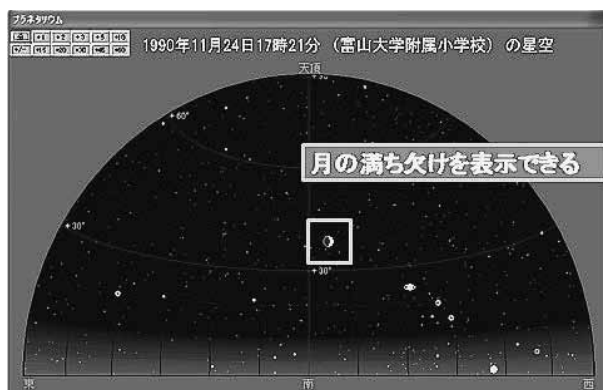 プラネタリウム
1990年11月24日17時21分 (富山大学附属小学校) の星空
天頂
+60°
月の満ち欠けを表示できる
+30°
+30°
東
南
西